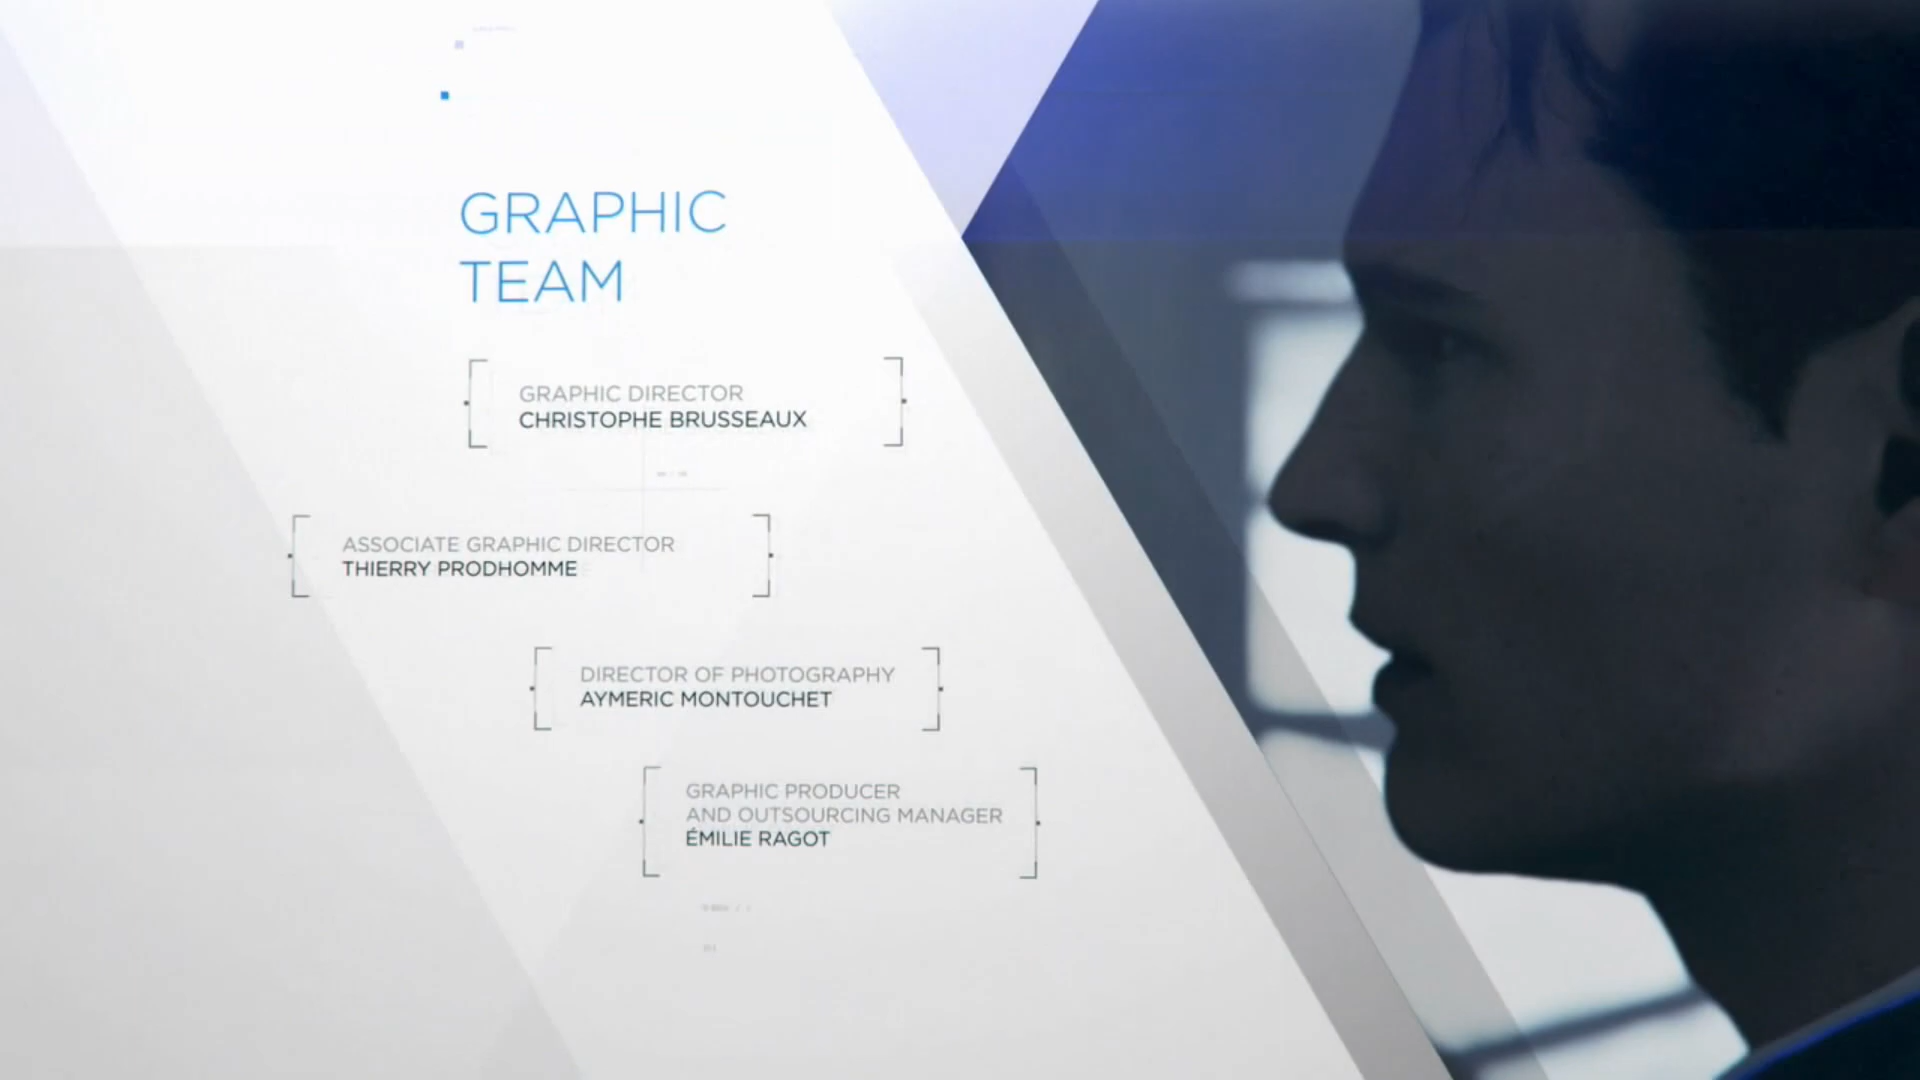 GRAPHIC
TEAM
GRAPHIC DIRECTOR
CHRISTOPHE BRUSSEAUX
ASSOCIATE GRAPHIC DIRECTOR
THIERRY PRODHOMME
DIRECTOR OF PHOTOGRAPHY
AYMERIC MONTOUCHET
GRAPHIC PRODUCER
AND OUTSOURCING MANAGER
ÉMILIE RAGOT